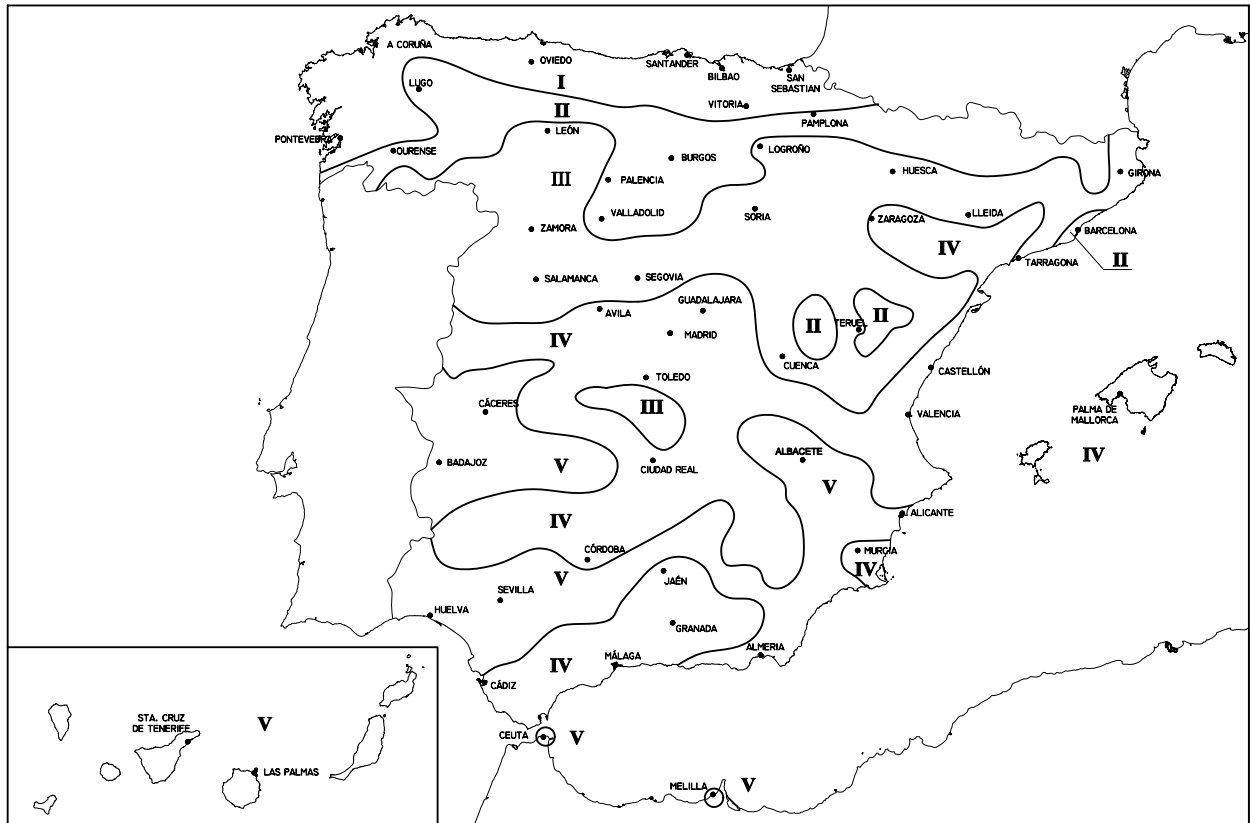 A CORUÑA
OVIEDO
SANTANDER
BILBAO
SAN
SEBASTIAN
LUGO
I
II
VITORIA
PAMPLONA
PONTEVEDRA
OURENSE
LEÓN
LOGROÑO
BURGOS
III
PALENCIA
HUESCA
GIRONA
VALLADOLID
SORIA
ZARAGOZA
LLEIDA
ZAMORA
IV
BARCELONA
TARRAGONA
II
SALAMANCA
SEGOVIA
GUADALAJARA
AVILA
II
TERUEL
II
IV
MADRID
CUENCA
CASTELLÓN
TOLEDO
CÁCERES
III
VALENCIA
PALMA DE
MALLORCA
ALBACETE
IV
BADAJOZ
V
CIUDAD REAL
V
IV
ALICANTE
CÓRDOBA
MURCIA
V
IV
JAÉN
SEVILLA
HUELVA
GRANADA
ALMERIA
MÁLAGA
IV
CÁDIZ
STA. CRUZ
DE TENERIFE
V
CEUTA
V
LAS PALMAS
MELILLA
V